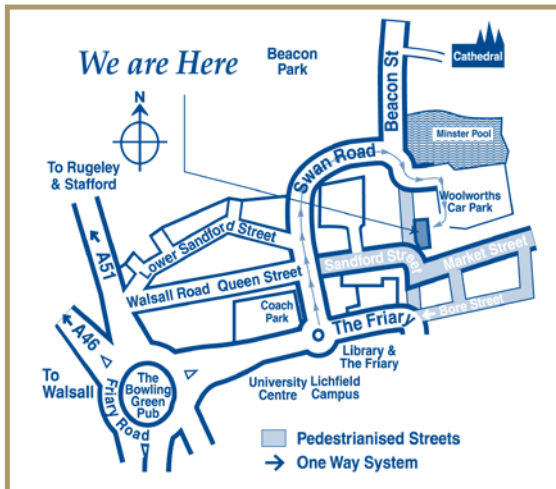 We are Here
Beacon
Park
Beacon St
Cathedral
N
Minster Pool
To Rugeley
& Stafford
Swan Road
Woolworths
Car Park
A51
Lower Sandford Street
Sandford Street
Market Street
Walsall Road Queen Street
Coach
Park
Bore Street
The Friary
A46
To
Walsall
Friary Road
The
Bowling
Green
Pub
Library &
The Friary
University Lichfield
Centre Campus
Pedestrianised Streets
One Way System